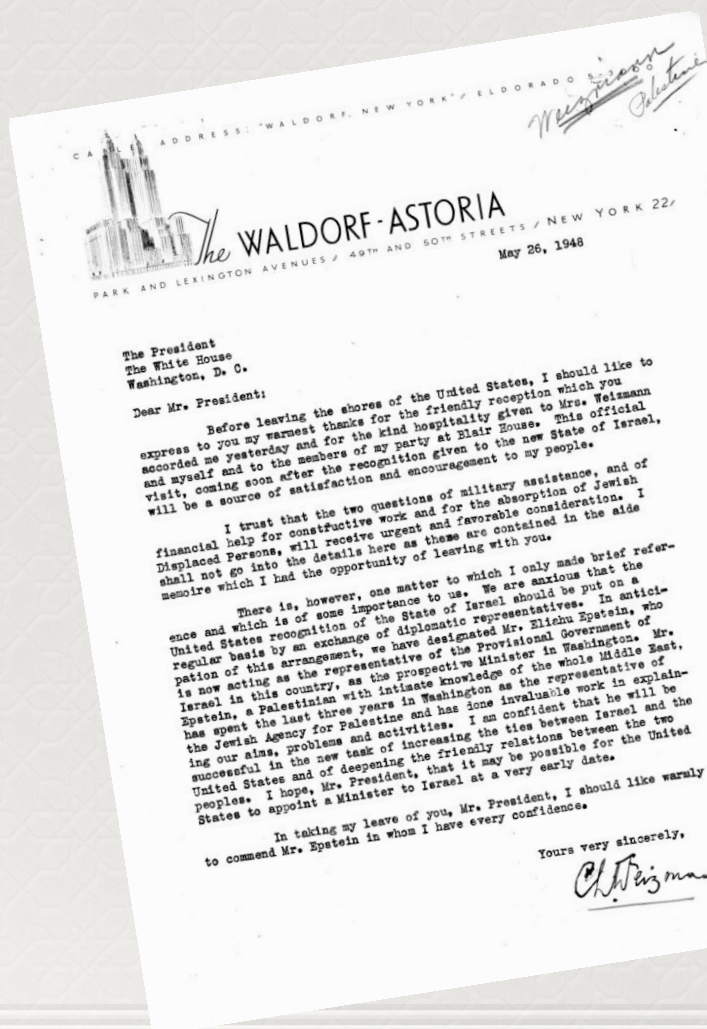 CABLE ADDRESS: "WALDORF, NEW YORK" / ELDORADO 5-3000
Weizmann
Palestine
The WALDORF-ASTORIA
PARK AND LEXINGTON AVENUES / 49TH AND 50TH STREETS / NEW YORK 22/
May 26, 1948
The President
The White House
Washington, D. C.
Dear Mr. President:
Before leaving the shores of the United States, I should like to
express to you my warmest thanks for the friendly reception which you
accorded me yesterday and for the kind hospitality given to Mrs. Weizmann
and myself and to the members of my party at Blair House. This official
visit, coming soon after the recognition given to the new State of Israel,
will be a source of satisfaction and encouragement to my people.
I trust that the two questions of military assistance, and of
financial help for constructive work and for the absorption of Jewish
Displaced Persons, will receive urgent and favorable consideration. I
shall not go into the details here as these are contained in the aide
memoire which I had the opportunity of leaving with you.
There is, however, one matter to which I only made brief refer-
ence and which is of some importance to us. We are anxious that the
United States recognition of the State of Israel should be put on a
regular basis by an exchange of diplomatic representatives. In antici-
pation of this arrangement, we have designated Mr. Eliahu Epstein, who
is now acting as the representative of the Provisional Government of
Israel in this country, as the prospective Minister in Washington. Mr.
Epstein, a Palestinian with intimate knowledge of the whole Middle East,
has spent the last three years in Washington as the representative of
the Jewish Agency for Palestine and has done invaluable work in explain-
ing our aims, problems and activities. I am confident that he will be
successful in the new task of increasing the ties between Israel and the
United States and of deepening the friendly relations between the two
peoples. I hope, Mr. President, that it may be possible for the United
States to appoint a Minister to Israel at a very early date.
In taking my leave of you, Mr. President, I should like warmly
to commend Mr. Epstein in whom I have every confidence.
Yours very sincerely,
Ch. Weizma